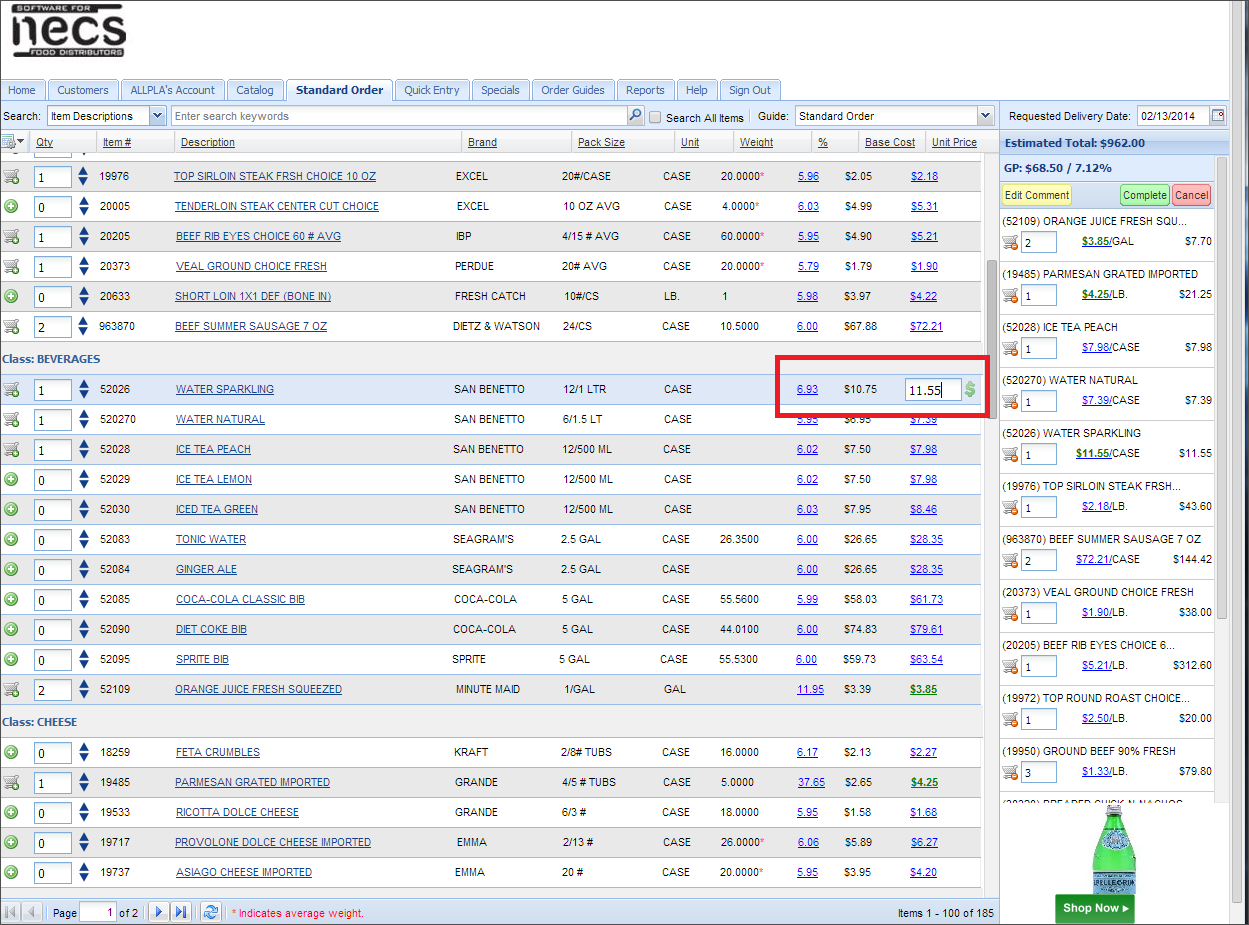 SOFTWARE FOR
necs
FOOD DISTRIBUTORS
Home Customers ALLPLA's Account Catalog Standard Order Quick Entry Specials Order Guides Reports Help Sign Out
Search: Item Descriptions Enter search keywords Search All Items Guide: Standard Order
Qty Item # Description Brand Pack Size Unit Weight % Base Cost Unit Price
1 19976 TOP SIRLOIN STEAK FRSH CHOICE 10 OZ EXCEL 20#/CASE CASE 20.0000* 5.96 $2.05 $2.18
0 20005 TENDERLOIN STEAK CENTER CUT CHOICE EXCEL 10 OZ AVG CASE 4.0000* 6.03 $4.99 $5.31
1 20205 BEEF RIB EYES CHOICE 60 # AVG IBP 4/15 # AVG CASE 60.0000* 5.95 $4.90 $5.21
1 20373 VEAL GROUND CHOICE FRESH PERDUE 20# AVG CASE 20.0000* 5.79 $1.79 $1.90
0 20633 SHORT LOIN 1X1 DEF (BONE IN) FRESH CATCH 10#/CS LB. 1 5.98 $3.97 $4.22
2 963870 BEEF SUMMER SAUSAGE 7 OZ DIETZ & WATSON 24/CS CASE 10.5000 6.00 $67.88 $72.21
Class: BEVERAGES
1 52026 WATER SPARKLING SAN BENETTO 12/1 LTR CASE 6.93 $10.75 11.55 $
1 520270 WATER NATURAL SAN BENETTO 6/1.5 LT CASE 5.95 $6.95 $7.39
1 52028 ICE TEA PEACH SAN BENETTO 12/500 ML CASE 6.02 $7.50 $7.98
0 52029 ICE TEA LEMON SAN BENETTO 12/500 ML CASE 6.02 $7.50 $7.98
0 52030 ICED TEA GREEN SAN BENETTO 12/500 ML CASE 6.03 $7.95 $8.46
0 52083 TONIC WATER SEAGRAM'S 2.5 GAL CASE 26.3500 6.00 $26.65 $28.35
0 52084 GINGER ALE SEAGRAM'S 2.5 GAL CASE 6.00 $26.65 $28.35
0 52085 COCA-COLA CLASSIC BIB COCA-COLA 5 GAL CASE 55.5600 5.99 $58.03 $61.73
0 52090 DIET COKE BIB COCA-COLA 5 GAL CASE 44.0100 6.00 $74.83 $79.61
0 52095 SPRITE BIB SPRITE 5 GAL CASE 55.5300 6.00 $59.73 $63.54
2 52109 ORANGE JUICE FRESH SQUEEZED MINUTE MAID 1/GAL GAL 11.95 $3.39 $3.85
Class: CHEESE
0 18259 FETA CRUMBLES KRAFT 2/8# TUBS CASE 16.0000 6.17 $2.13 $2.27
1 19485 PARMESAN GRATED IMPORTED GRANDE 4/5 # TUBS CASE 5.0000 37.65 $2.65 $4.25
0 19533 RICOTTA DOLCE CHEESE GRANDE 6/3 # CASE 18.0000 5.95 $1.58 $1.68
0 19717 PROVOLONE DOLCE CHEESE IMPORTED EMMA 2/13 # CASE 26.0000* 6.06 $5.89 $6.27
0 19737 ASIAGO CHEESE IMPORTED EMMA 20 # CASE 20.0000* 5.95 $3.95 $4.20
Page 1 of 2 * Indicates average weight. Items 1 - 100 of 185
Requested Delivery Date: 02/13/2014
Estimated Total: $962.00
GP: $68.50 / 7.12%
Edit Comment Complete Cancel
(52109) ORANGE JUICE FRESH SQU...
2 $3.85/GAL $7.70
(19485) PARMESAN GRATED IMPORTED
1 $4.25/LB. $21.25
(52028) ICE TEA PEACH
1 $7.98/CASE $7.98
(520270) WATER NATURAL
1 $7.39/CASE $7.39
(52026) WATER SPARKLING
1 $11.55/CASE $11.55
(19976) TOP SIRLOIN STEAK FRSH...
1 $2.18/LB. $43.60
(963870) BEEF SUMMER SAUSAGE 7 OZ
2 $72.21/CASE $144.42
(20373) VEAL GROUND CHOICE FRESH
1 $1.90/LB. $38.00
(20205) BEEF RIB EYES CHOICE 6...
1 $5.21/LB. $312.60
(19972) TOP ROUND ROAST CHOICE...
1 $2.50/LB. $20.00
(19950) GROUND BEEF 90% FRESH
3 $1.33/LB. $79.80
Shop Now